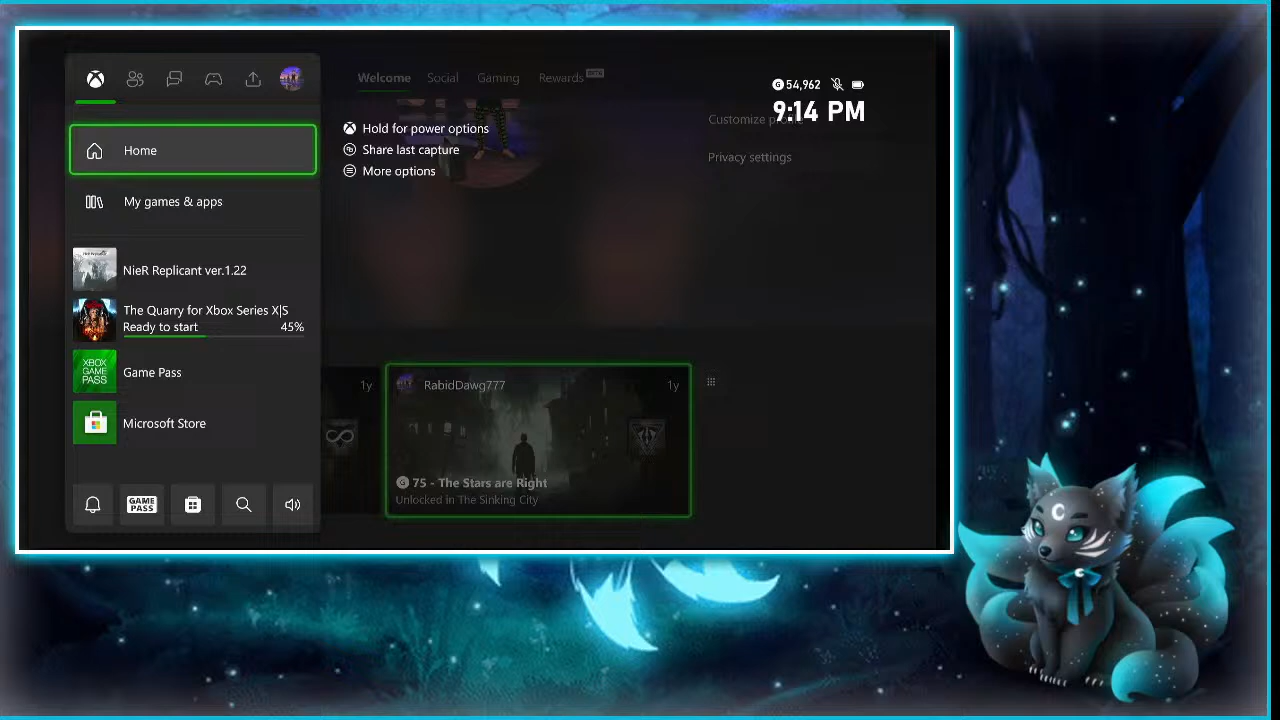 Home
My games & apps
NieR Replicant ver.1.22
The Quarry for Xbox Series X|S
Ready to start 45%
XBOX
GAME
PASS
Game Pass
Microsoft Store
GAME
PASS
Welcome Social Gaming Rewards BETA
Hold for power options
Share last capture
More options
54,962
9:14 PM
Customize profile
Privacy settings
1y
RabidDawg777 1y
G 75 - The Stars are Right
Unlocked in The Sinking City